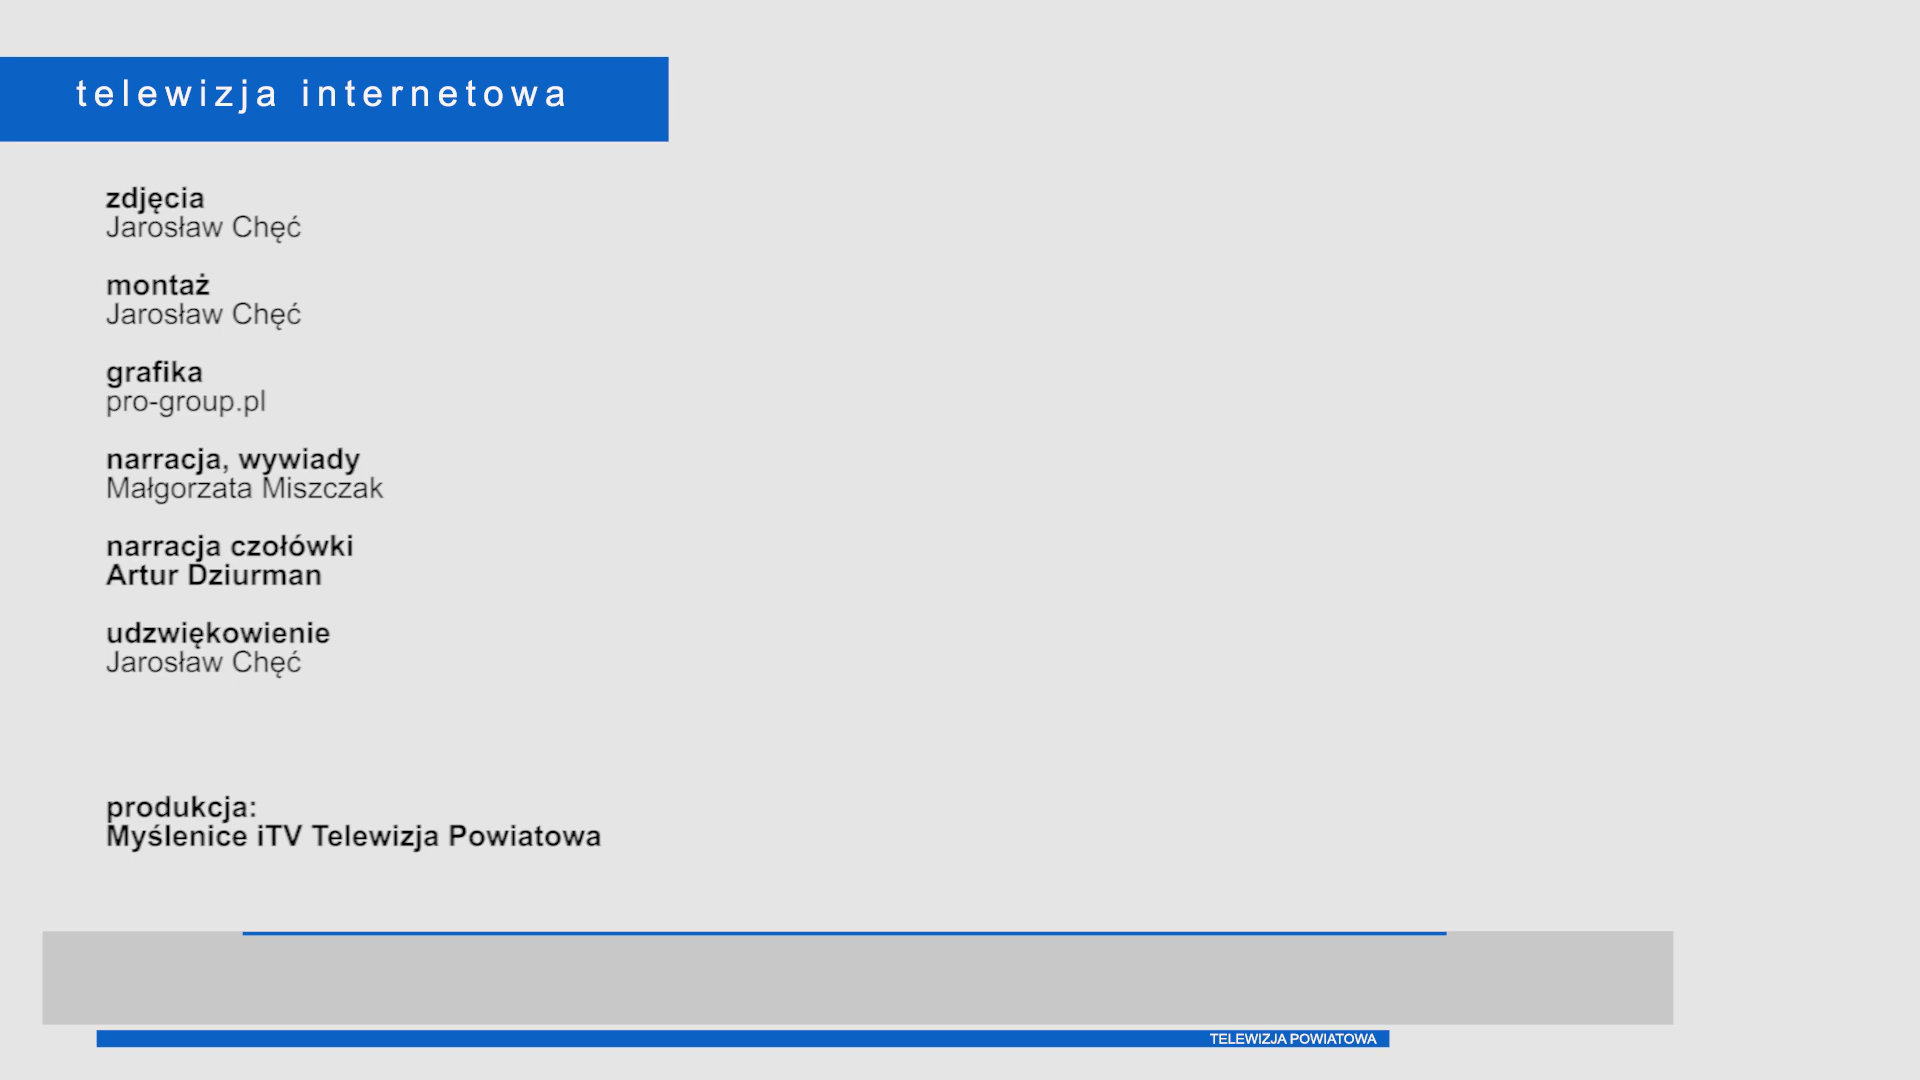 telewizja internetowa
zdjęcia
Jarosław Chęć
montaż
Jarosław Chęć
grafika
pro-group.pl
narracja, wywiady
Małgorzata Miszczak
narracja czołówki
Artur Dziurman
udzwiękowienie
Jarosław Chęć
produkcja:
Myślenice iTV Telewizja Powiatowa
TELEWIZJA POWIATOWA